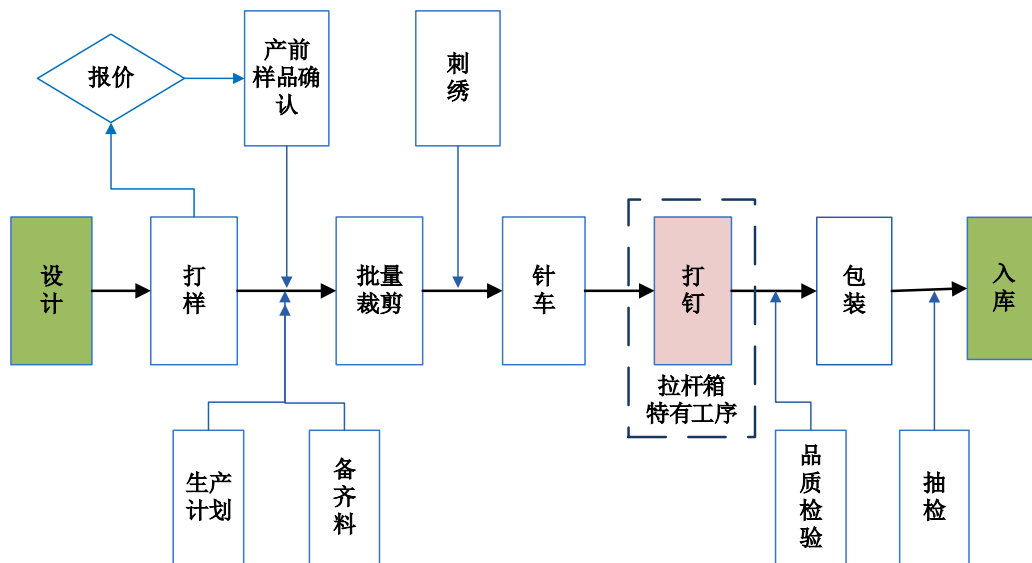 报价
产前
样品确
认
刺
绣
设
计
打
样
批量
裁剪
针
车
打
钉
包
装
入
库
拉杆箱
特有工序
生产
计划
备
齐
料
品
质
检
验
抽
检